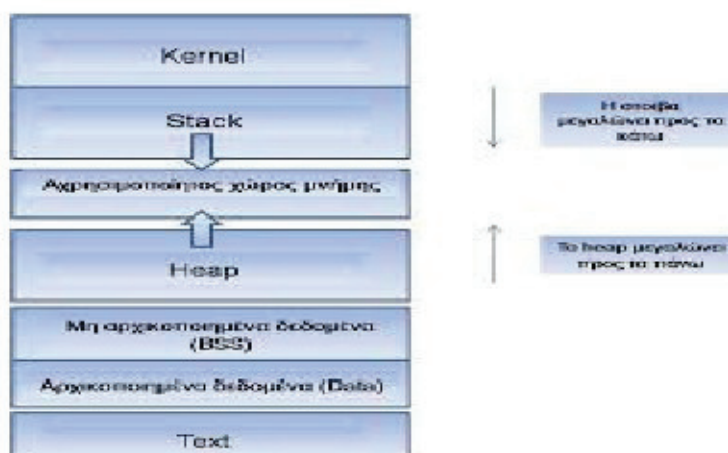 Kernel
Stack
Η στοίβα
μεγαλώνει προς τα
κάτω
Αχρησιμοποίητος χώρος μνήμης
Heap
Το heap μεγαλώνει
προς τα πάνω
Μη αρχικοποιημένα δεδομένα
(BSS)
Αρχικοποιημένα δεδομένα (Data)
Text